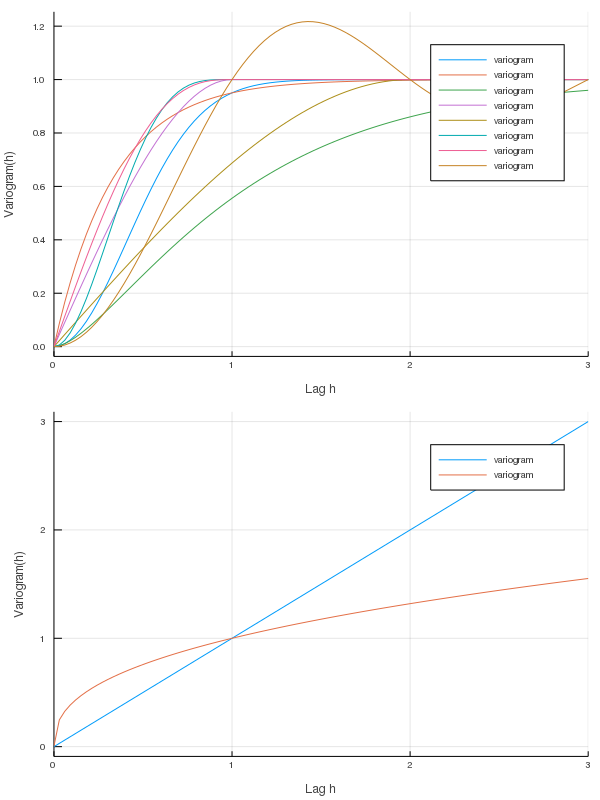 1.2
1.0
0.8
0.6
0.4
0.2
0.0
Variogram(h)
variogram
variogram
variogram
variogram
variogram
variogram
variogram
variogram
0 1 2 3
Lag h
3
2
1
0
Variogram(h)
variogram
variogram
0 1 2 3
Lag h